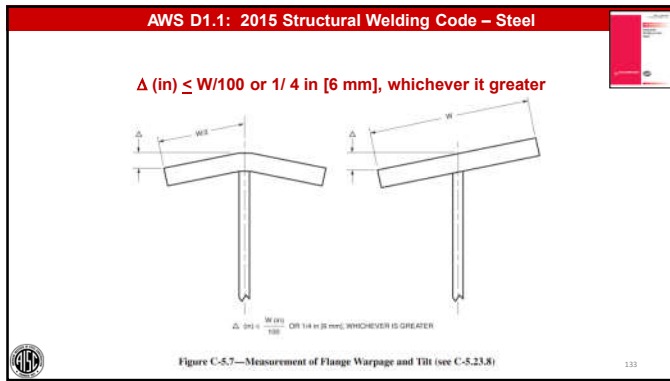 AWS D1.1: 2015 Structural Welding Code – Steel
Δ (in) ≤ W/100 or 1/ 4 in [6 mm], whichever it greater
W/2
Δ
W
Δ
Δ (in) ≤ W (in)/100 OR 1/4 in [6 mm], WHICHEVER IS GREATER
Figure C-5.7—Measurement of Flange Warpage and Tilt (see C-5.23.8)
AISC
133